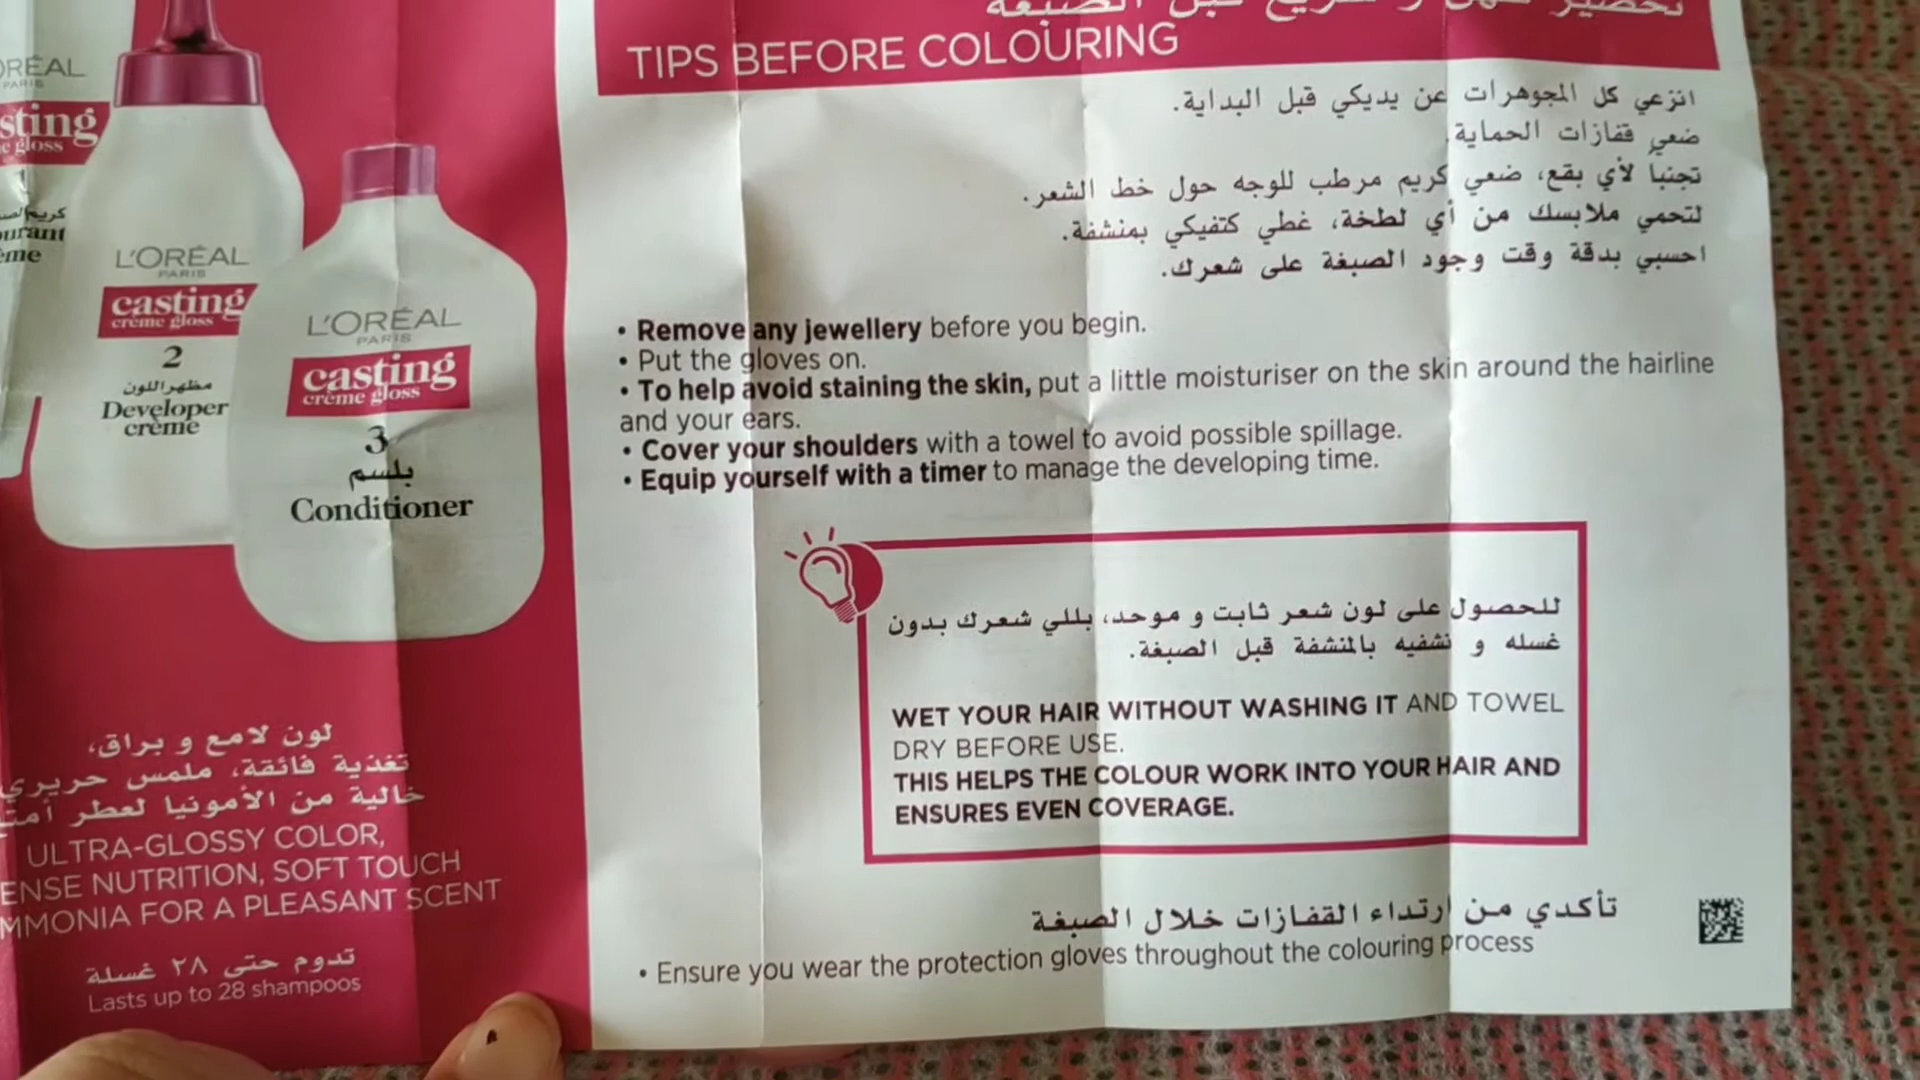 PARIS
casting
2
كريم
L'ORÉAL
PARIS
casting
crème gloss
2
مظهر اللون
Developer
crème
L'ORÉAL
PARIS
casting
crème gloss
3
بلسم
Conditioner
لون لامع و براق،
تغذية فائقة، ملمس حريري
خالية من الأمونيا لعطر
ULTRA-GLOSSY COLOR,
NUTRITION, SOFT TOUCH
FOR A PLEASANT SCENT
تدوم حتى ٢٨ غسلة
Lasts up to 28 shampoos
TIPS BEFORE COLOURING
انزعي كل المجوهرات عن يديكي قبل البداية.
ضعي قفازات الحماية.
تجنباً لأي بقع، ضعي كريم مرطب للوجه حول خط الشعر.
لتحمي ملابسك من أي لطخة، غطي كتفيكي بمنشفة.
احسبي بدقة وقت وجود الصبغة على شعرك.
• Remove any jewellery before you begin.
• Put the gloves on.
• To help avoid staining the skin, put a little moisturiser on the skin around the hairline
and your ears.
• Cover your shoulders with a towel to avoid possible spillage.
• Equip yourself with a timer to manage the developing time.
للحصول على لون شعر ثابت و موحد، بللي شعرك بدون
غسله و نشفيه بالمنشفة قبل الصبغة.
WET YOUR HAIR WITHOUT WASHING IT AND TOWEL
DRY BEFORE USE.
THIS HELPS THE COLOUR WORK INTO YOUR HAIR AND
ENSURES EVEN COVERAGE.
تأكدي من ارتداء القفازات خلال الصبغة
• Ensure you wear the protection gloves throughout the colouring process